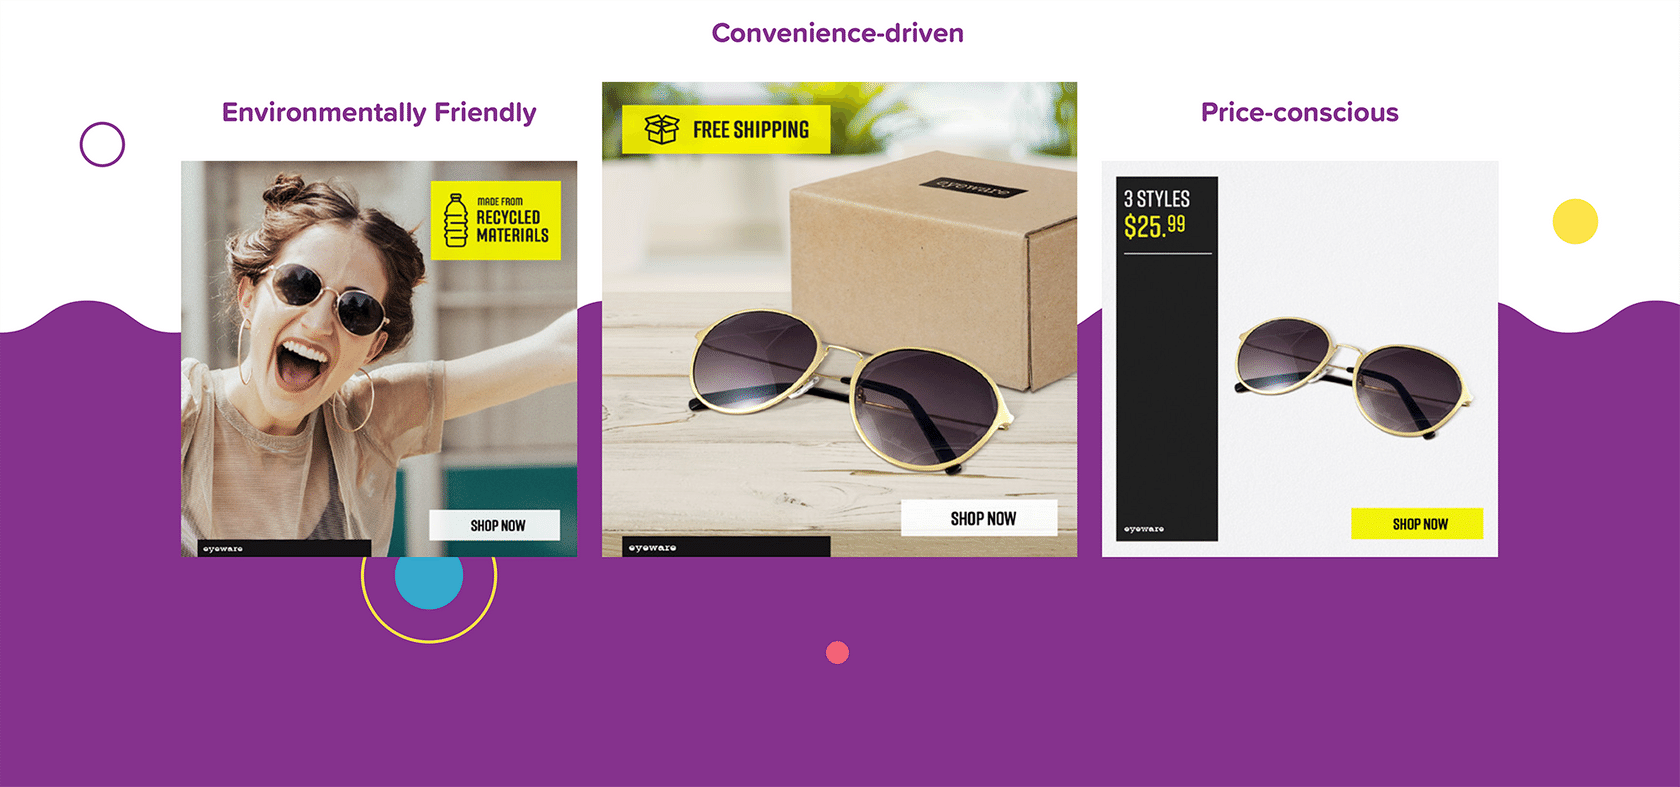 Convenience-driven
Environmentally Friendly
Price-conscious
MADE FROM
RECYCLED
MATERIALS
SHOP NOW
eyeware
FREE SHIPPING
eyeware
SHOP NOW
eyeware
3 STYLES
$25.99
SHOP NOW
eyeware